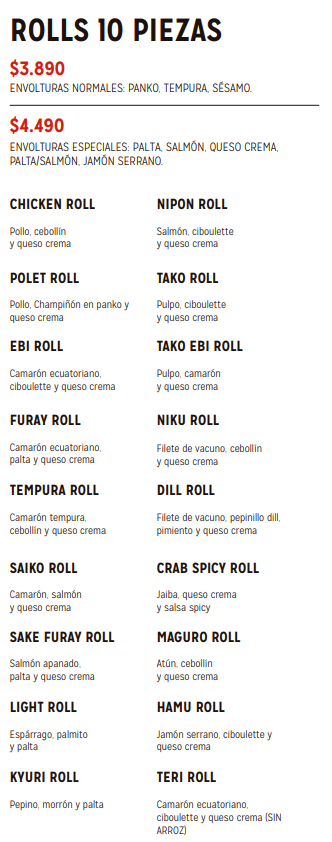 ROLLS 10 PIEZAS
$3.890
ENVOLTURAS NORMALES: PANKO, TEMPURA, SÉSAMO.
$4.490
ENVOLTURAS ESPECIALES: PALTA, SALMÓN, QUESO CREMA,
PALTA/SALMÓN, JAMÓN SERRANO.
CHICKEN ROLL
Pollo, cebollín
y queso crema
POLET ROLL
Pollo, Champiñón en panko y
queso crema
EBI ROLL
Camarón ecuatoriano,
ciboulette y queso crema
FURAY ROLL
Camarón ecuatoriano,
palta y queso crema
TEMPURA ROLL
Camarón tempura,
cebollín y queso crema
SAIKO ROLL
Camarón, salmón
y queso crema
SAKE FURAY ROLL
Salmón apanado,
palta y queso crema
LIGHT ROLL
Espárrago, palmito
y palta
KYURI ROLL
Pepino, morrón y palta
NIPON ROLL
Salmón, ciboulette
y queso crema
TAKO ROLL
Pulpo, ciboulette
y queso crema
TAKO EBI ROLL
Pulpo, camarón
y queso crema
NIKU ROLL
Filete de vacuno, cebollín
y queso crema
DILL ROLL
Filete de vacuno, pepinillo dill,
pimiento y queso crema
CRAB SPICY ROLL
Jaiba, queso crema
y salsa spicy
MAGURO ROLL
Atún, cebollín
y queso crema
HAMU ROLL
Jamón serrano, ciboulette y
queso crema
TERI ROLL
Camarón ecuatoriano,
ciboulette y queso crema (SIN
ARROZ)